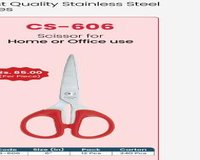 t Quality Stainless Steel
es
CS-606
Scissor for
Home or Office use
Rs. 85.00
(Per Piece)
Code Size (in) Pack Carton